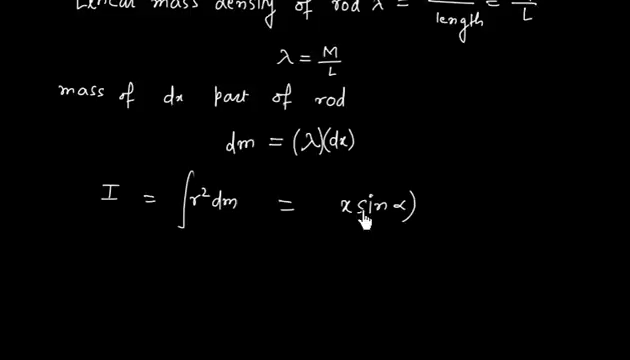 mass density of rod λ = — / length = — / L
λ = M/L
mass of dx part of rod
dm = (λ)(dx)
I = ∫r²dm = x sin α)